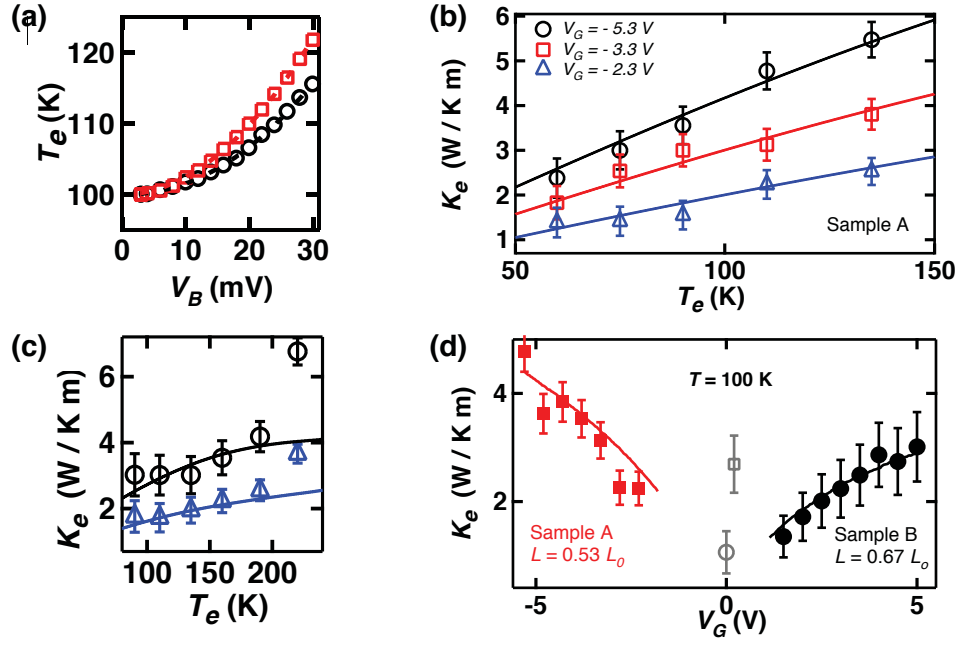 (a)
120
110
100
T_e (K)
0
10
20
30
V_B (mV)
(b)
V_G = - 5.3 V
V_G = - 3.3 V
V_G = - 2.3 V
6
5
4
3
2
1
K_e (W / K m)
Sample A
50
100
150
T_e (K)
(c)
6
4
2
K_e (W / K m)
100
150
200
T_e (K)
(d)
T = 100 K
4
2
K_e (W / K m)
Sample A
L = 0.53 L_0
Sample B
L = 0.67 L_o
-5
0
5
V_G (V)